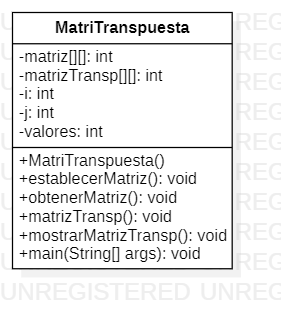 MatriTranspuesta
-matriz[][]: int
-matrizTransp[][]: int
-i: int
-j: int
-valores: int
+MatriTranspuesta()
+establecerMatriz(): void
+obtenerMatriz(): void
+matrizTransp(): void
+mostrarMatrizTransp(): void
+main(String[] args): void
UNREGISTERED UNREG